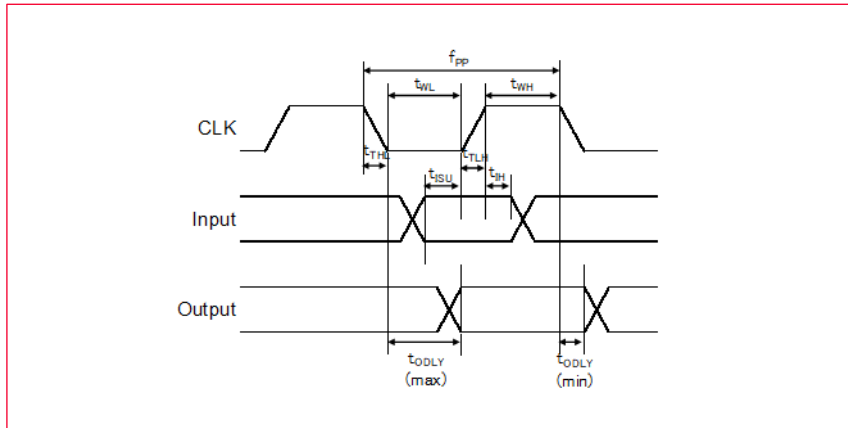 fPP
tWL
tWH
CLK
tTHL
tTLH
tISU
tIH
Input
Output
tODLY
(max)
tODLY
(min)